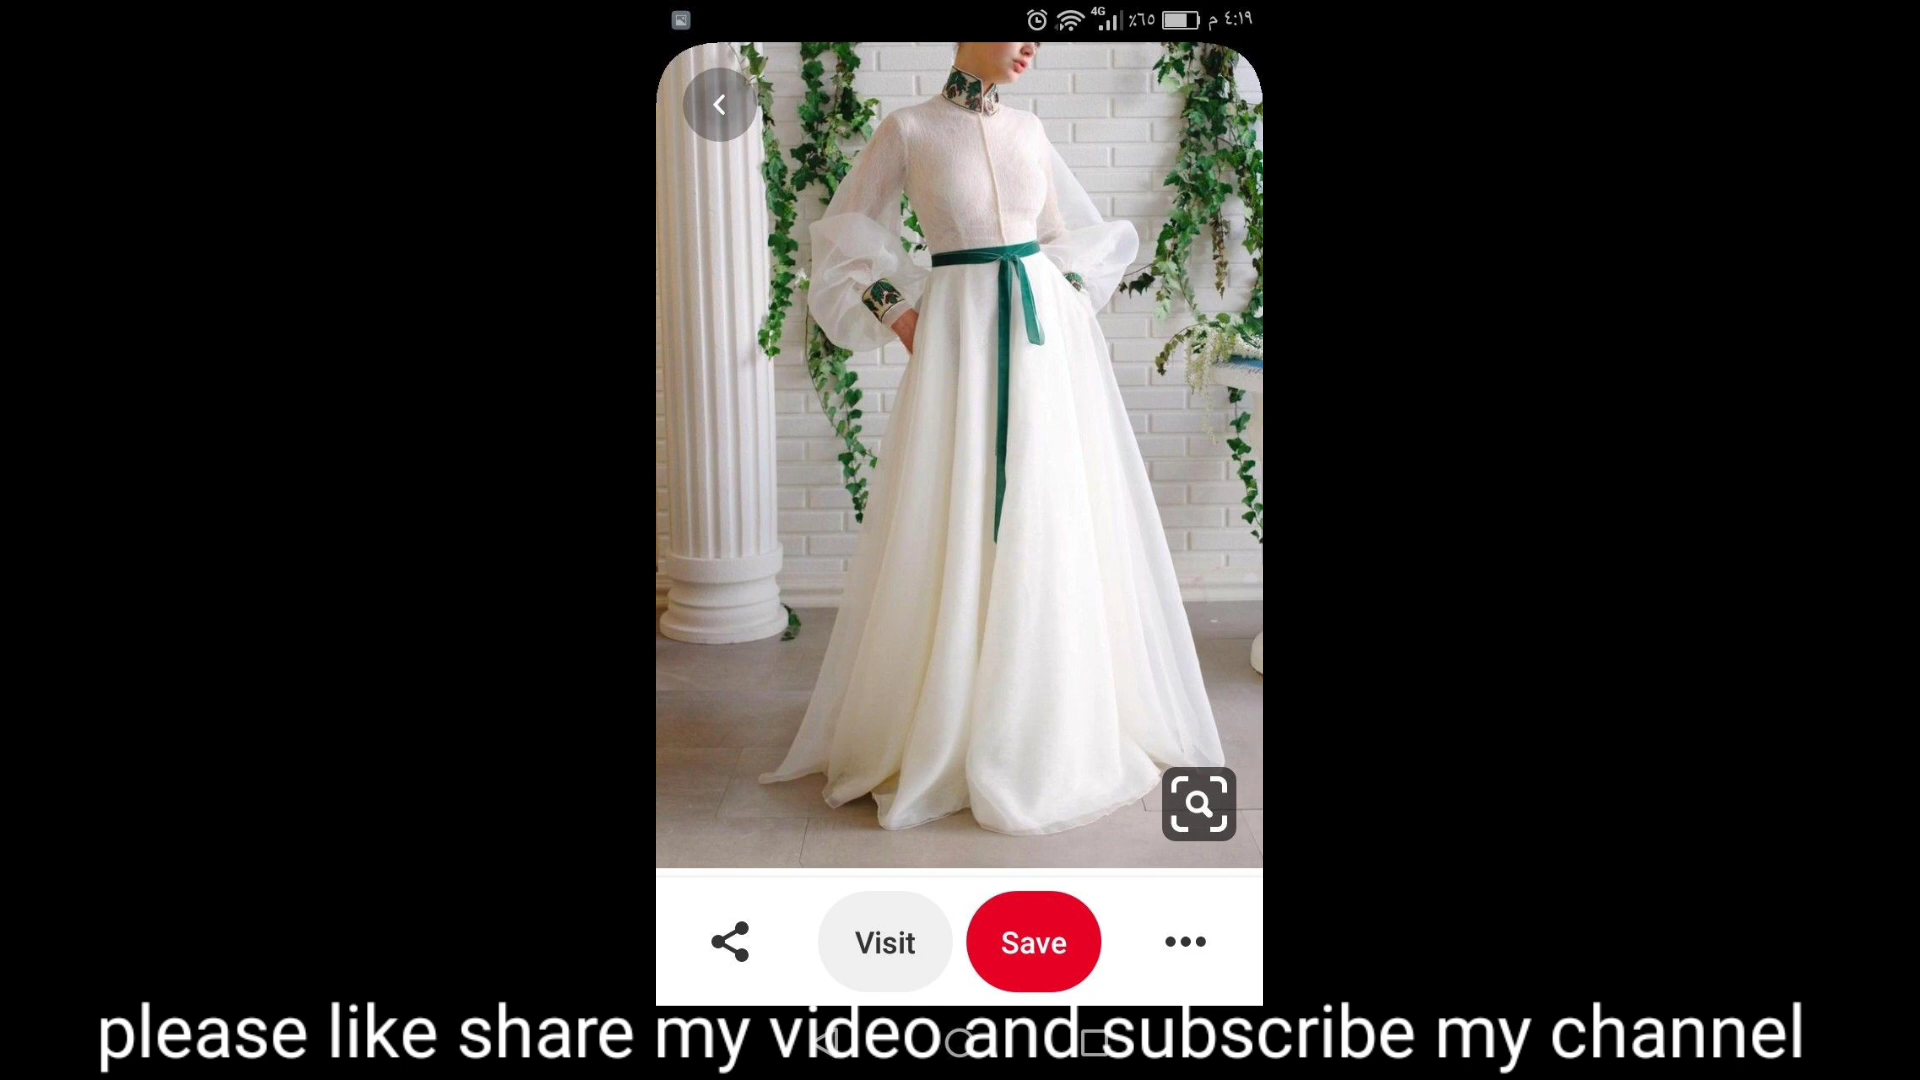 4G ٪٦٥ ٤:١٩ م
Visit
Save
please like share my video and subscribe my channel